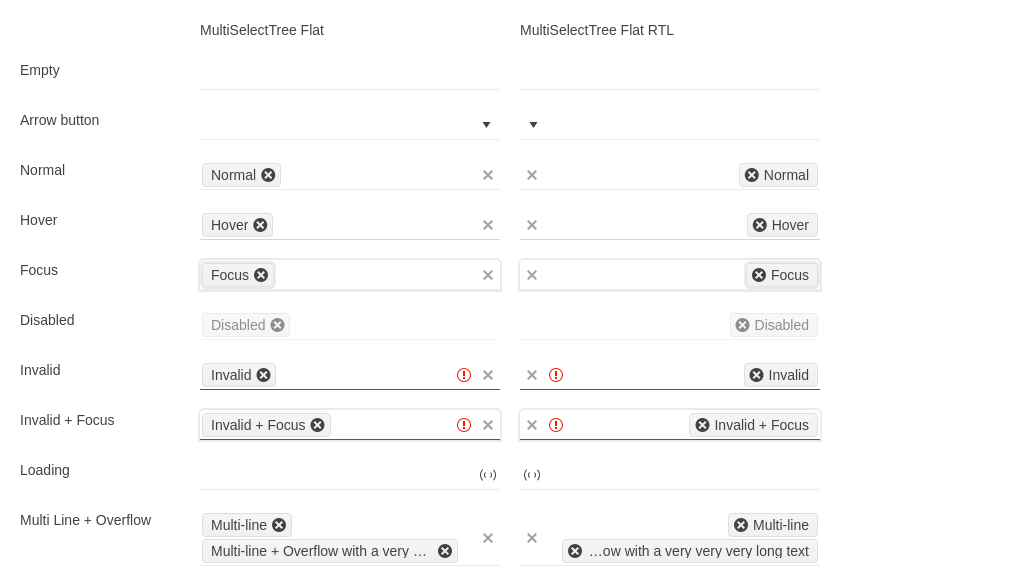 MultiSelectTree Flat MultiSelectTree Flat RTL
Empty
Arrow button
Normal Normal Normal
Hover Hover Hover
Focus Focus Focus
Disabled Disabled Disabled
Invalid Invalid Invalid
Invalid + Focus Invalid + Focus Invalid + Focus
Loading
Multi Line + Overflow Multi-line Multi-line
Multi-line + Overflow with a very … …ow with a very very very long text